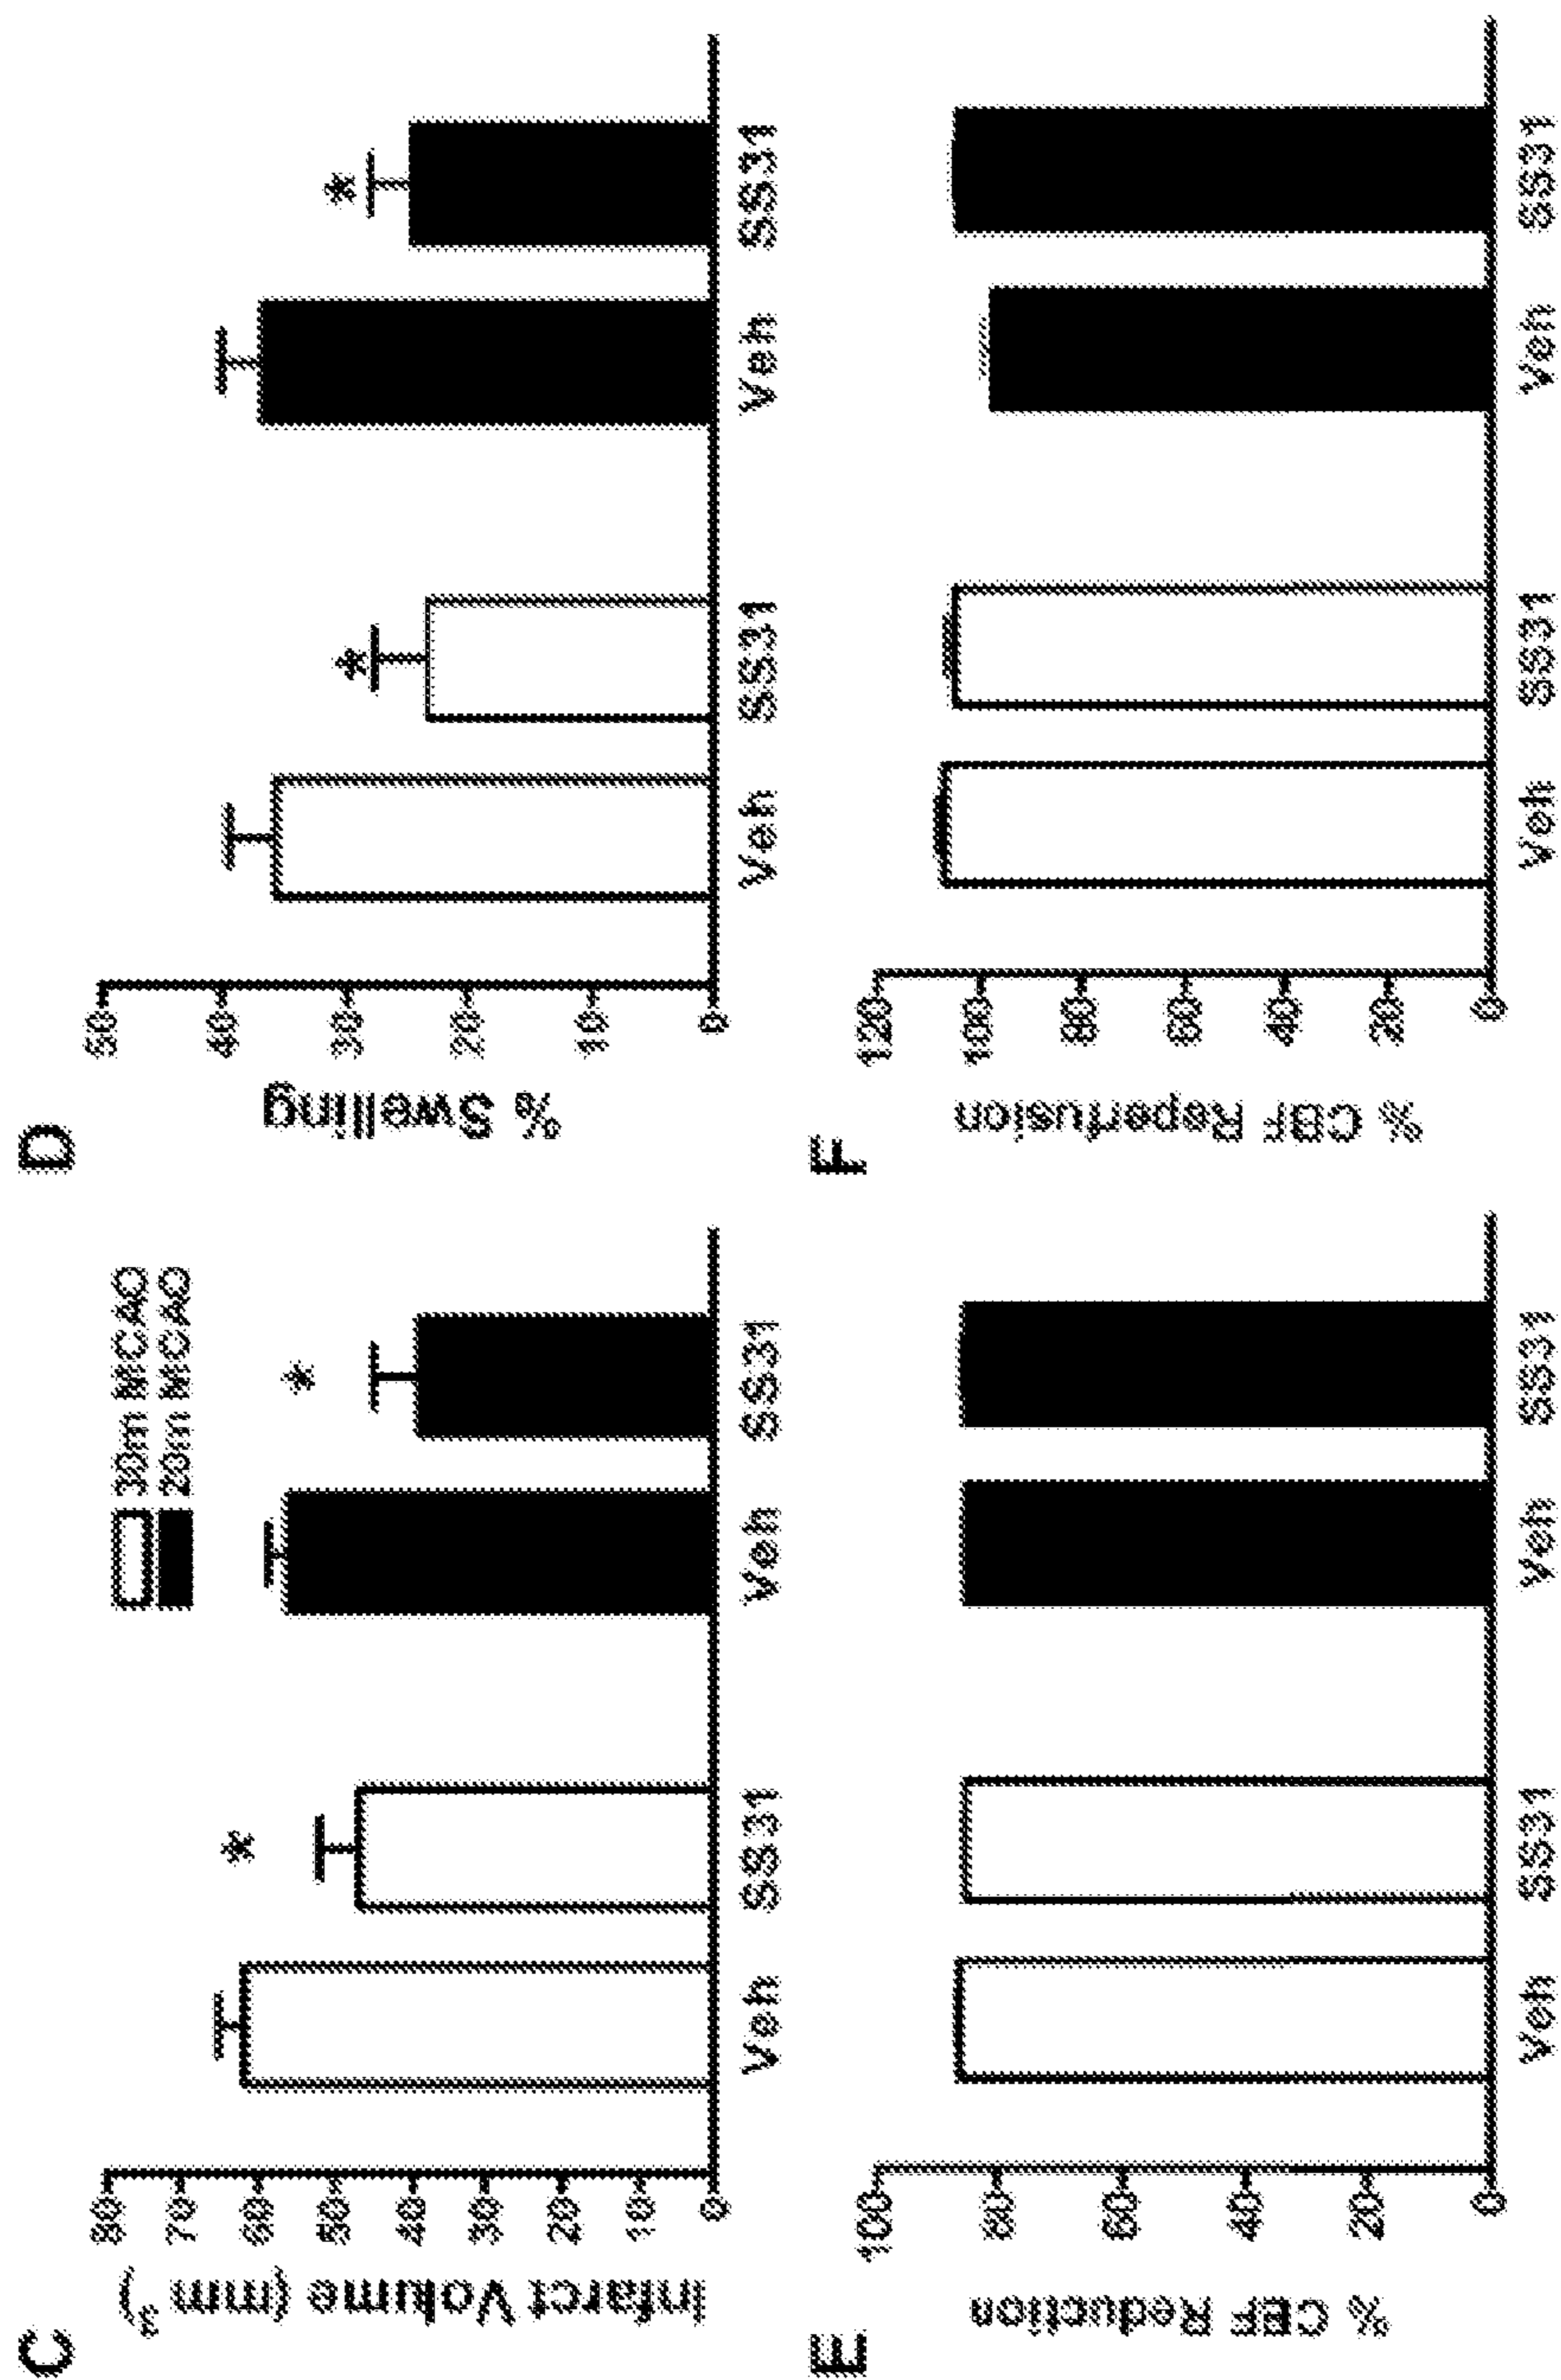 C
30m MCAO
20m MCAO
Infarct Volume (mm³)
80
70
60
50
40
30
20
10
0
Veh SS31 Veh SS31
*
*
D
% Swelling
50
40
30
20
10
0
Veh SS31 Veh SS31
*
*
E
% CBF Reduction
100
80
60
40
20
0
Veh SS31 Veh SS31
F
% CBF Reperfusion
120
100
80
60
40
20
0
Veh SS31 Veh SS31